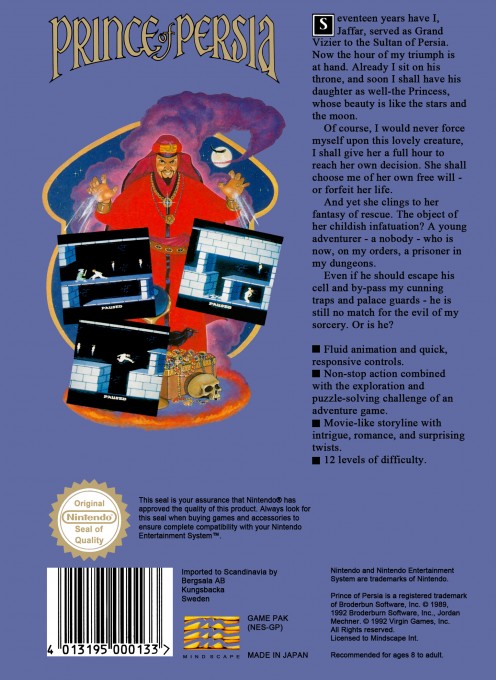 PRINCE of PERSIA
Seventeen years have I,
Jaffar, served as Grand
Vizier to the Sultan of Persia.
Now the hour of my triumph is
at hand. Already I sit on his
throne, and soon I shall have his
daughter as well-the Princess,
whose beauty is like the stars and
the moon.
Of course, I would never force
myself upon this lovely creature,
I shall give her a full hour to
reach her own decision. She shall
choose me of her own free will -
or forfeit her life.
And yet she clings to her
fantasy of rescue. The object of
her childish infatuation? A young
adventurer - a nobody - who is
now, on my orders, a prisoner in
my dungeons.
Even if he should escape his
cell and by-pass my cunning
traps and palace guards - he is
still no match for the evil of my
sorcery. Or is he?
■ Fluid animation and quick,
responsive controls.
■ Non-stop action combined
with the exploration and
puzzle-solving challenge of an
adventure game.
■ Movie-like storyline with
intrigue, romance, and surprising
twists.
■ 12 levels of difficulty.
PAUSED
PAUSED
PAUSED
Original
Nintendo
Seal of
Quality
This seal is your assurance that Nintendo® has
approved the quality of this product. Always look for
this seal when buying games and accessories to
ensure complete compatibility with your Nintendo
Entertainment System™.
4 013195 000133 >
Imported to Scandinavia by
Bergsala AB
Kungsbacka
Sweden
MINDSCAPE
GAME PAK
(NES-GP)
MADE IN JAPAN
Nintendo and Nintendo Entertainment
System are trademarks of Nintendo.
Prince of Persia is a registered trademark
of Broderbun Software, Inc. © 1989,
1992 Broderburn Software, Inc., Jordan
Mechner. © 1992 Virgin Games, Inc.
All Rights reserved.
Licensed to Mindscape Int.
Recommended for ages 8 to adult.